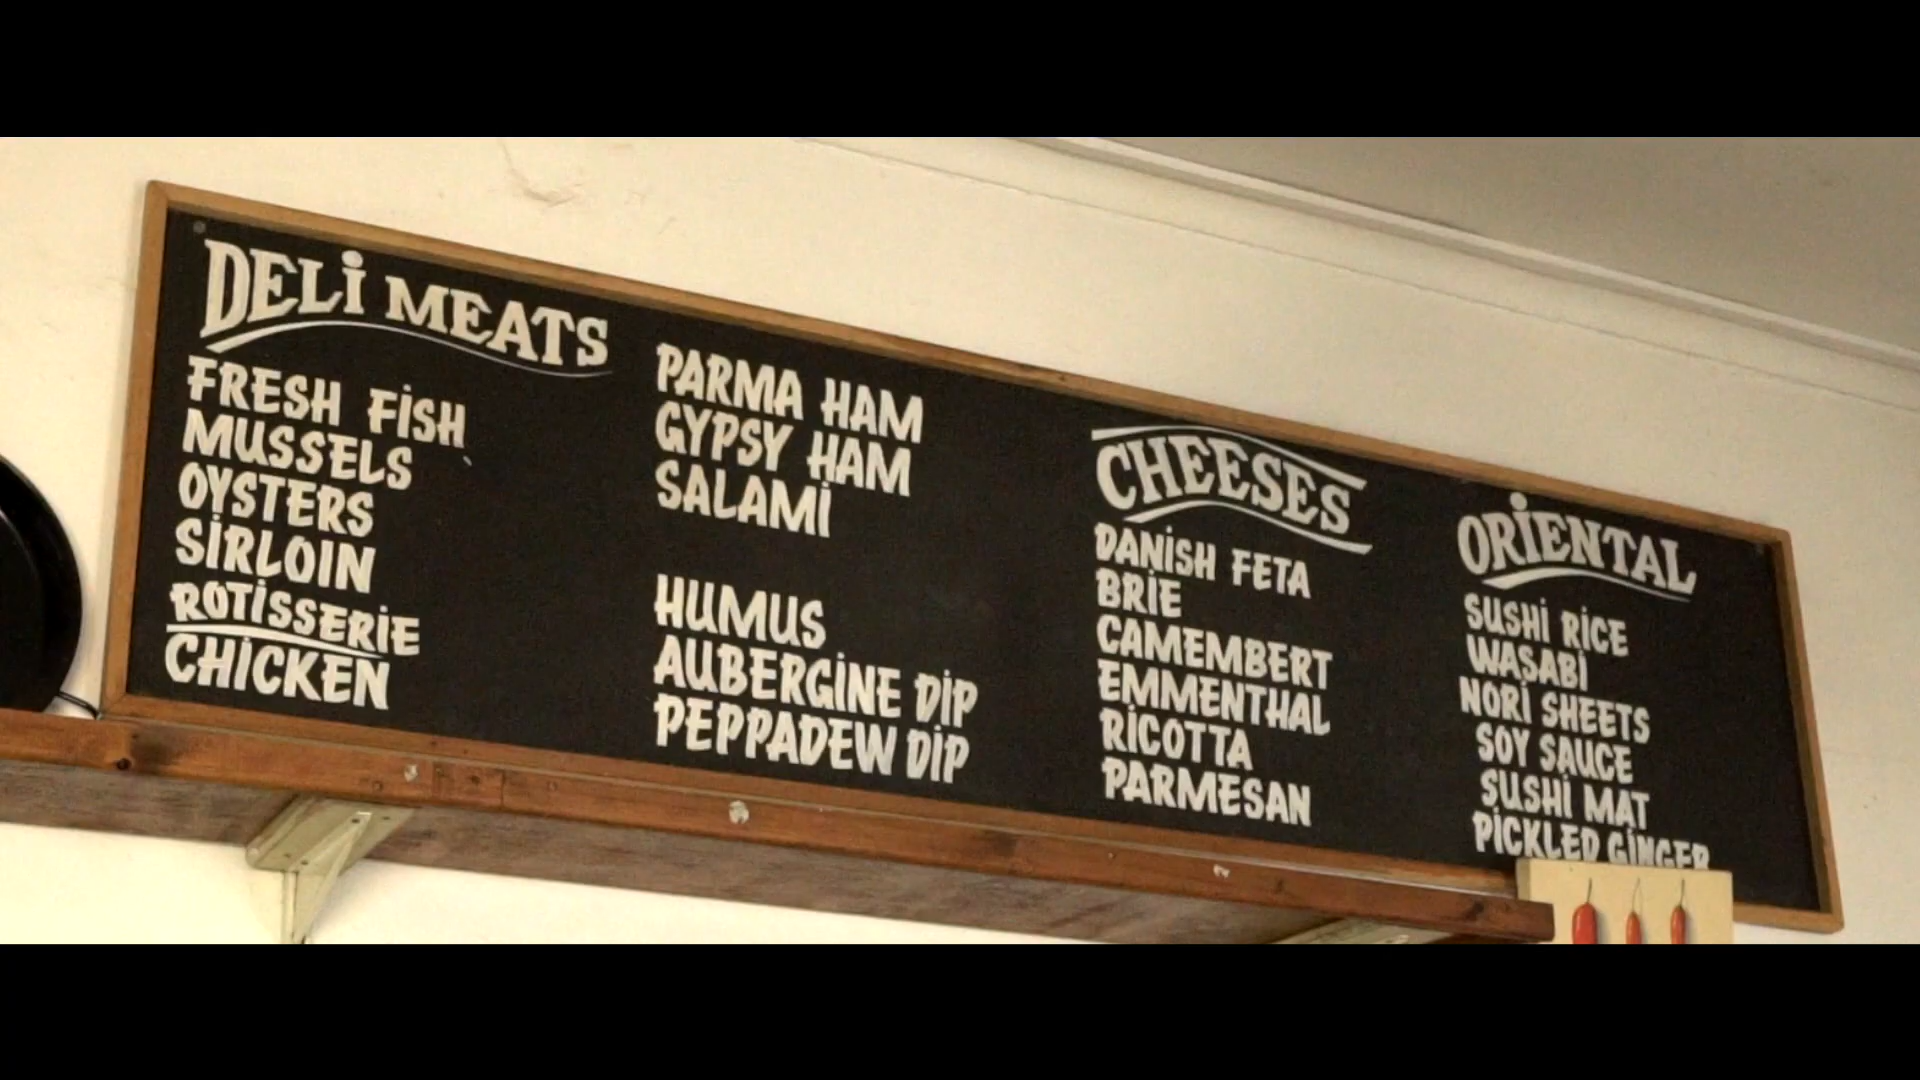 DELI MEATS
FRESH FISH
MUSSELS
OYSTERS
SIRLOIN
ROTISSERIE
CHICKEN
PARMA HAM
GYPSY HAM
SALAMI
HUMUS
AUBERGINE DIP
PEPPADEW DIP
CHEESES
DANISH FETA
BRIE
CAMEMBERT
EMMENTHAL
RICOTTA
PARMESAN
ORIENTAL
SUSHI RICE
WASABI
NORI SHEETS
SOY SAUCE
SUSHI MAT
PICKLED GINGER